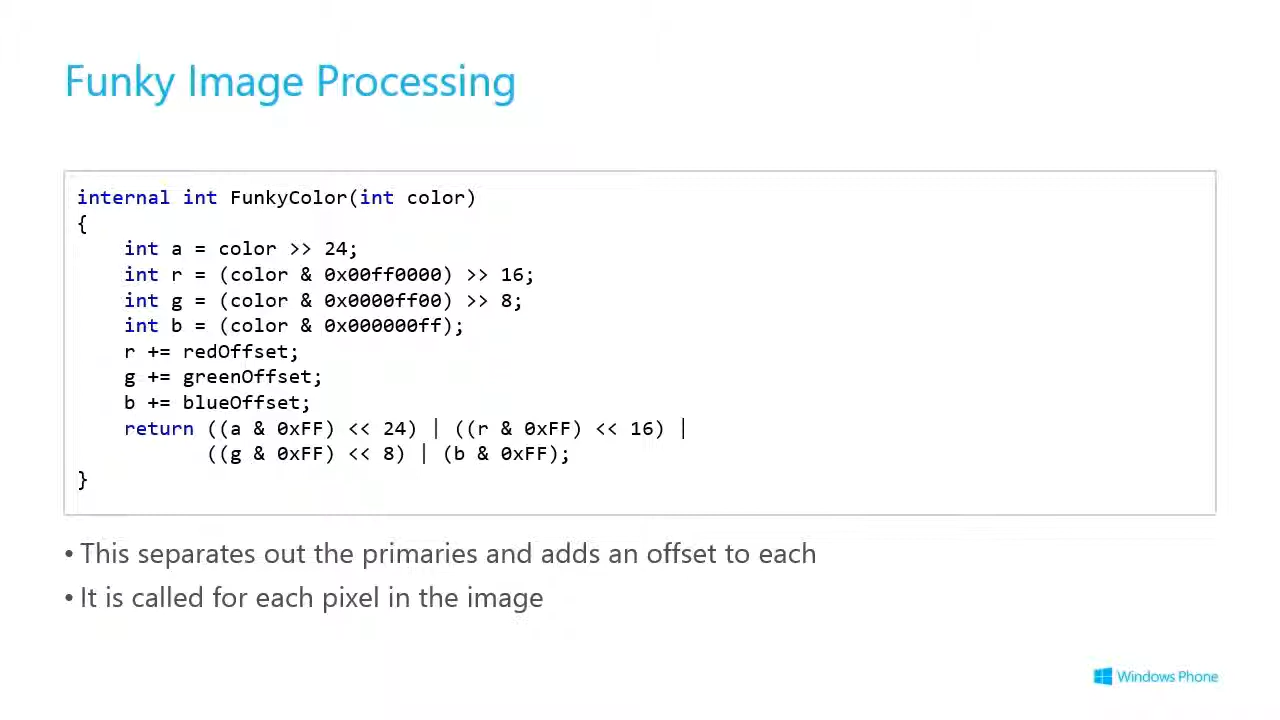 Funky Image Processing
internal int FunkyColor(int color)
{
    int a = color >> 24;
    int r = (color & 0x00ff0000) >> 16;
    int g = (color & 0x0000ff00) >> 8;
    int b = (color & 0x000000ff);
    r += redOffset;
    g += greenOffset;
    b += blueOffset;
    return ((a & 0xFF) << 24) | ((r & 0xFF) << 16) |
           ((g & 0xFF) << 8) | (b & 0xFF);
}
• This separates out the primaries and adds an offset to each
• It is called for each pixel in the image
Windows Phone